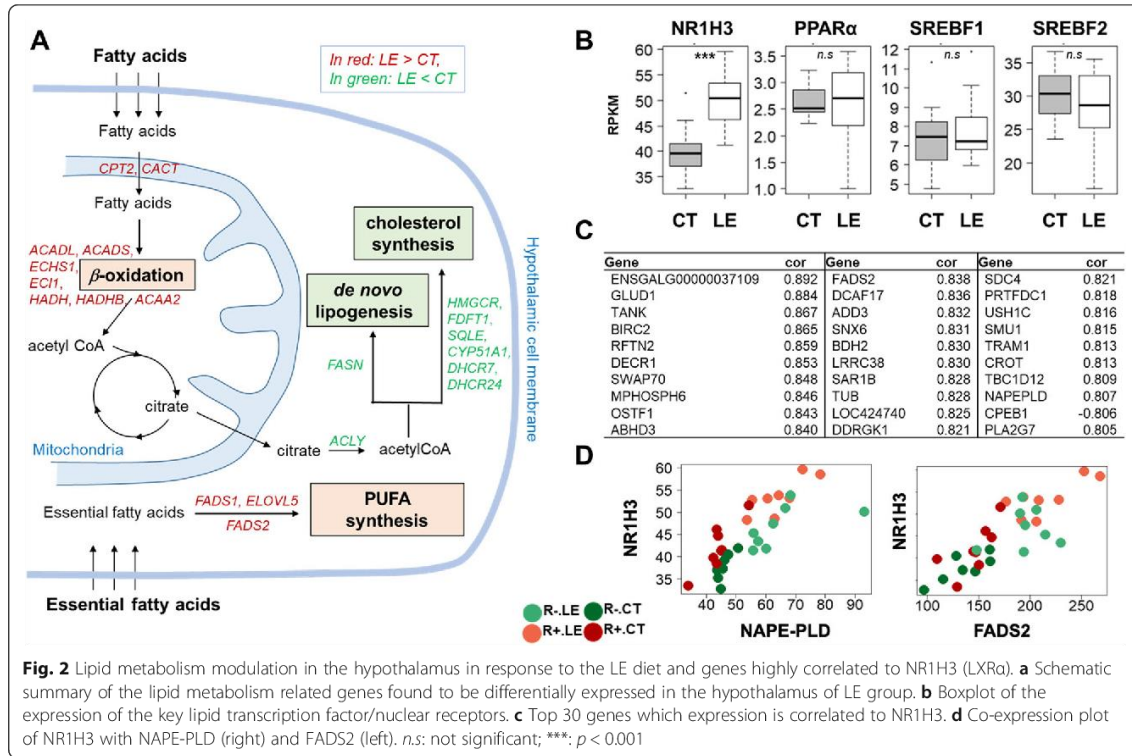 A
Fatty acids
In red: LE > CT,
In green: LE < CT
Fatty acids
CPT2, CACT
Fatty acids
ACADL, ACADS,
ECHS1,
ECI1,
HADH, HADHB, ACAA2
β-oxidation
acetyl CoA
citrate
Mitochondria
citrate
ACLY
acetylCoA
cholesterol
synthesis
de novo
lipogenesis
FASN
HMGCR,
FDFT1,
SQLE,
CYP51A1,
DHCR7,
DHCR24
Hypothalamic cell membrane
Essential fatty acids
FADS1, ELOVL5
FADS2
PUFA
synthesis
Essential fatty acids
B
NR1H3 PPARα SREBF1 SREBF2
RPKM
60
55
50
45
40
35
***
CT LE
3.5
3.0
2.5
2.0
1.5
1.0
n.s
CT LE
12
11
10
9
8
7
6
5
n.s
CT LE
35
30
25
20
n.s
CT LE
C
Gene cor Gene cor Gene cor
ENSGALG00000037109 0.892 FADS2 0.838 SDC4 0.821
GLUD1 0.884 DCAF17 0.836 PRTFDC1 0.818
TANK 0.867 ADD3 0.832 USH1C 0.816
BIRC2 0.865 SNX6 0.831 SMU1 0.815
RFTN2 0.859 BDH2 0.830 TRAM1 0.813
DECR1 0.853 LRRC38 0.830 CROT 0.813
SWAP70 0.848 SAR1B 0.828 TBC1D12 0.809
MPHOSPH6 0.846 TUB 0.828 NAPEPLD 0.807
OSTF1 0.843 LOC424740 0.825 CPEB1 -0.806
ABHD3 0.840 DDRGK1 0.821 PLA2G7 0.805
D
NR1H3
60
55
50
45
40
35
40 50 60 70 80 90
NAPE-PLD
NR1H3
100 150 200 250
FADS2
R-.LE R-.CT
R+.LE R+.CT
Fig. 2 Lipid metabolism modulation in the hypothalamus in response to the LE diet and genes highly correlated to NR1H3 (LXRα). a Schematic
summary of the lipid metabolism related genes found to be differentially expressed in the hypothalamus of LE group. b Boxplot of the
expression of the key lipid transcription factor/nuclear receptors. c Top 30 genes which expression is correlated to NR1H3. d Co-expression plot
of NR1H3 with NAPE-PLD (right) and FADS2 (left). n.s: not significant; ***: p < 0.001